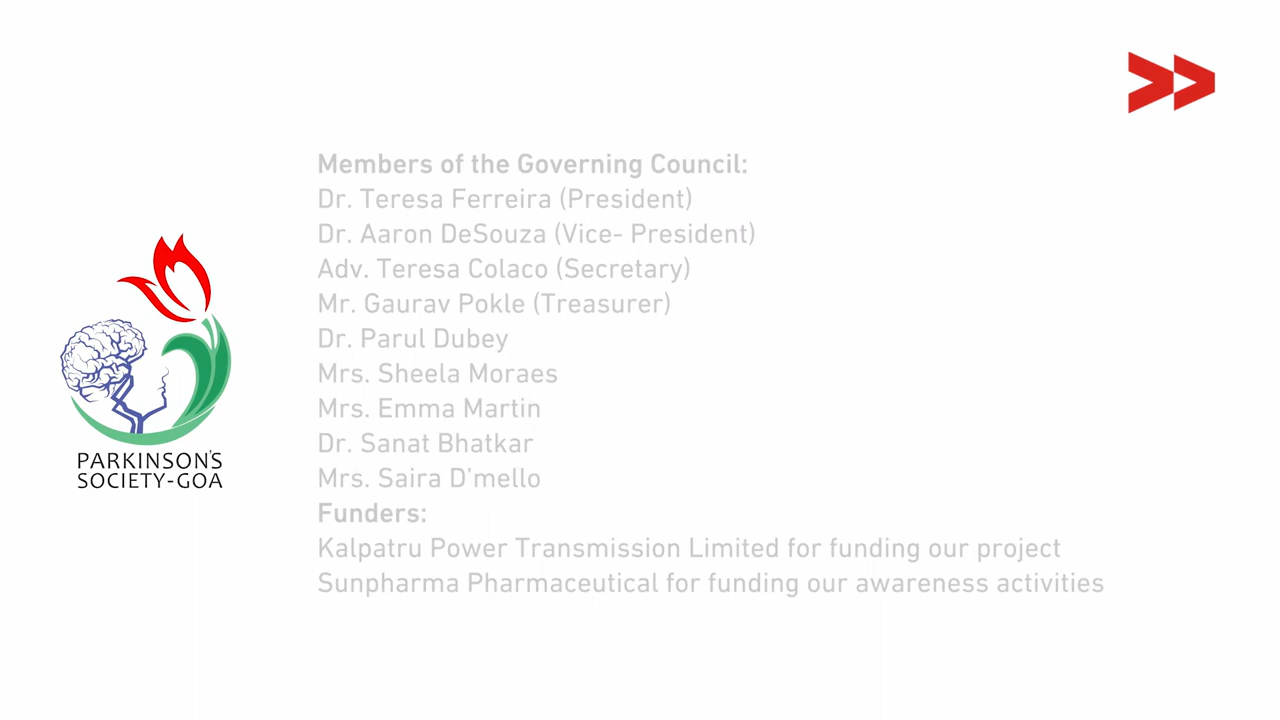 Members of the Governing Council:
Dr. Teresa Ferreira (President)
Dr. Aaron DeSouza (Vice- President)
Adv. Teresa Colaco (Secretary)
Mr. Gaurav Pokle (Treasurer)
Dr. Parul Dubey
Mrs. Sheela Moraes
Mrs. Emma Martin
Dr. Sanat Bhatkar
Mrs. Saira D’mello
Funders:
Kalpatru Power Transmission Limited for funding our project
Sunpharma Pharmaceutical for funding our awareness activities
PARKINSON'S
SOCIETY-GOA